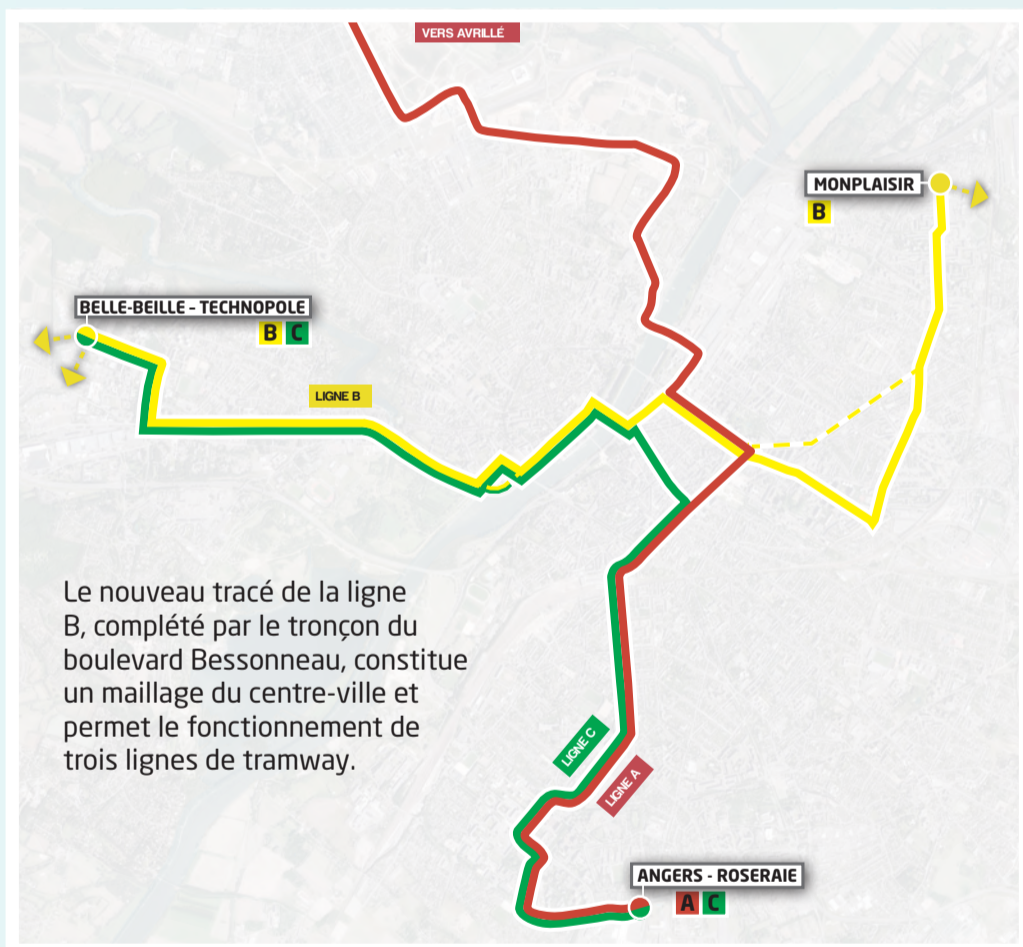 VERS AVRILLÉ
MONPLAISIR
B
BELLE-BEILLE - TECHNOPOLE
B C
LIGNE B
Le nouveau tracé de la ligne
B, complété par le tronçon du
boulevard Bessonneau, constitue
un maillage du centre-ville et
permet le fonctionnement de
trois lignes de tramway.
LIGNE C
LIGNE A
ANGERS - ROSERAIE
A C